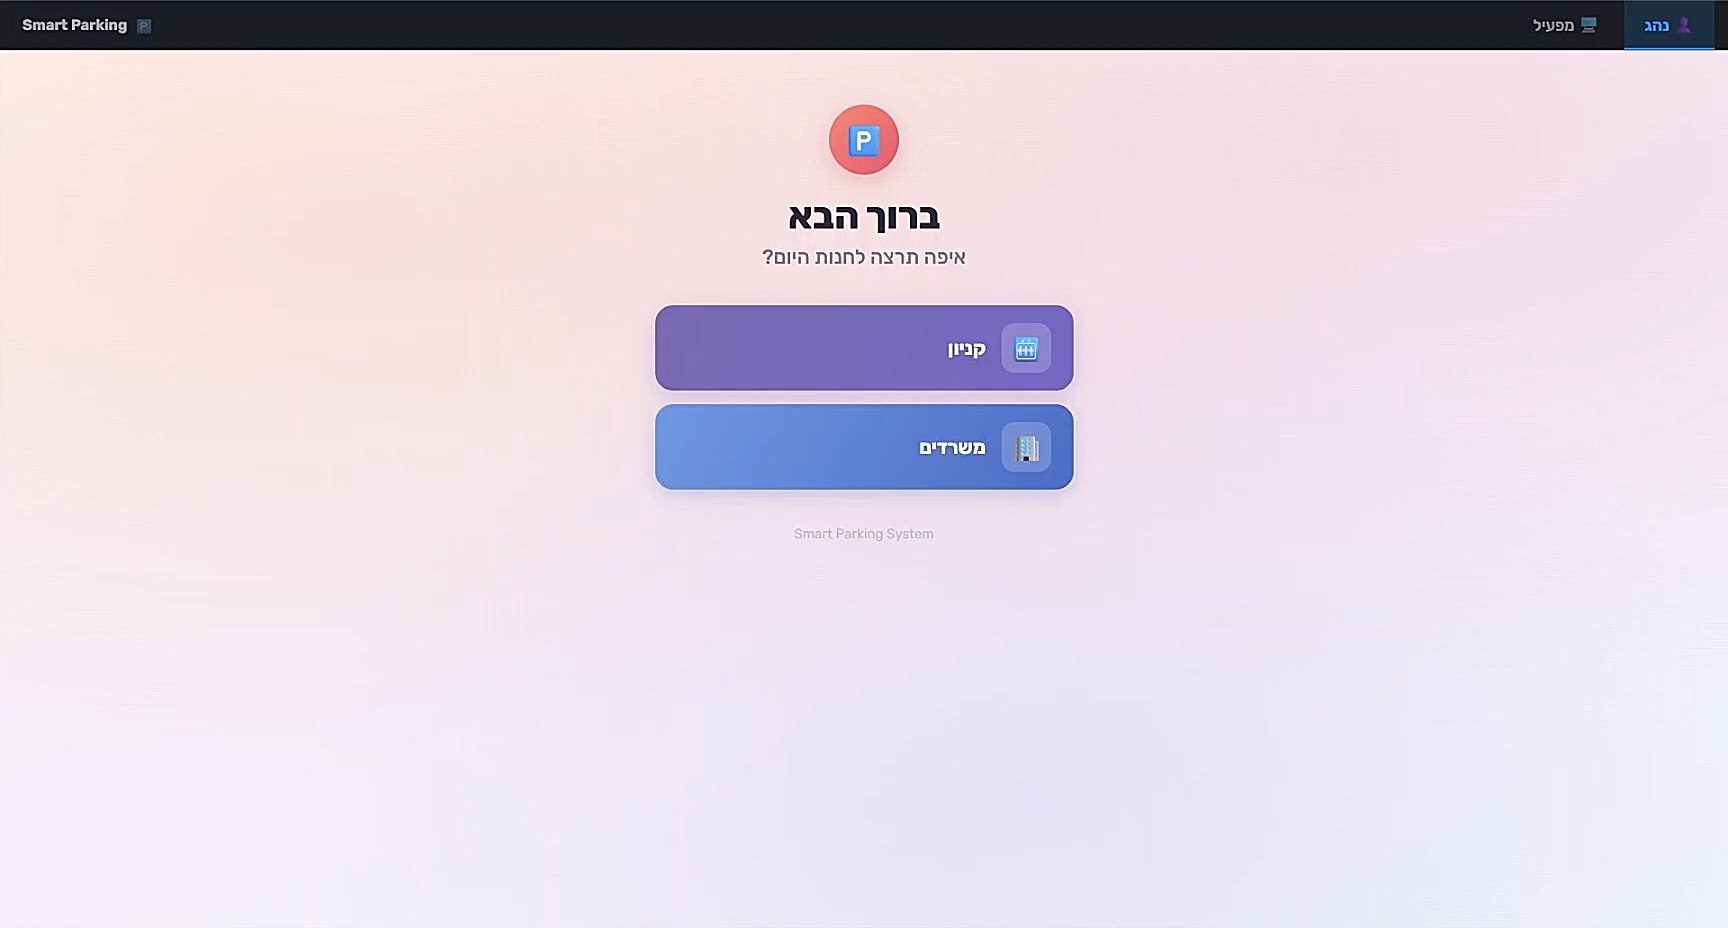 Smart Parking
נהג
מפעיל
P
ברוך הבא
איפה תרצה לחנות היום?
קניון
משרדים
Smart Parking System